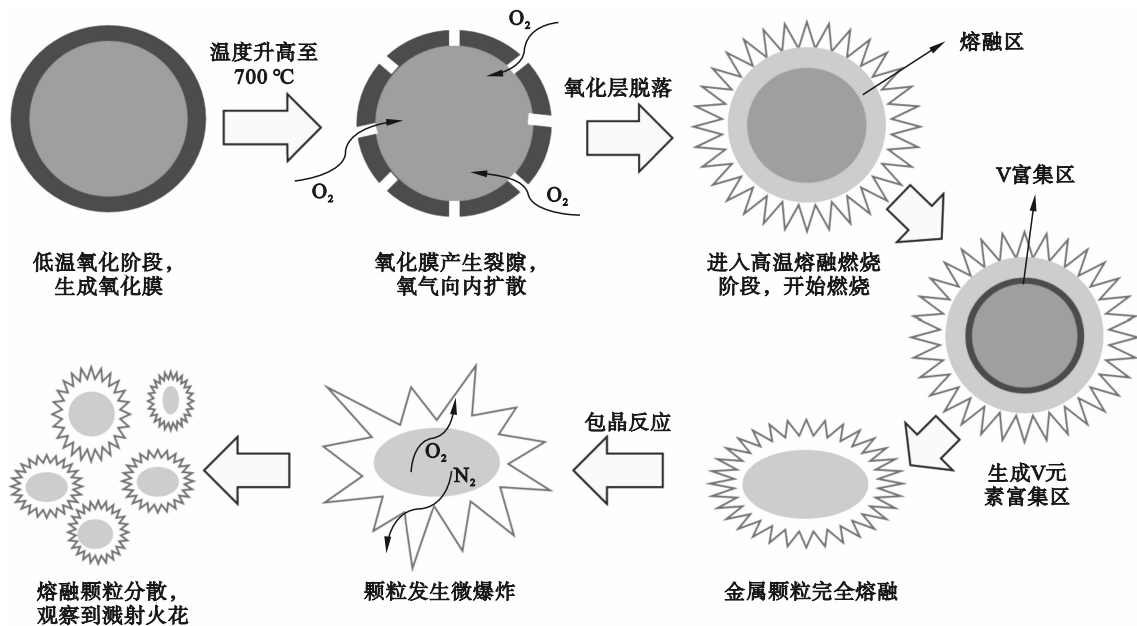 温度升高至
700 ℃
O₂
O₂
O₂
氧化层脱落
熔融区
低温氧化阶段，
生成氧化膜
氧化膜产生裂隙，
氧气向内扩散
进入高温熔融燃烧
阶段，开始燃烧
V富集区
生成V元
素富集区
金属颗粒完全熔融
包晶反应
O₂
N₂
颗粒发生微爆炸
熔融颗粒分散，
观察到溅射火花